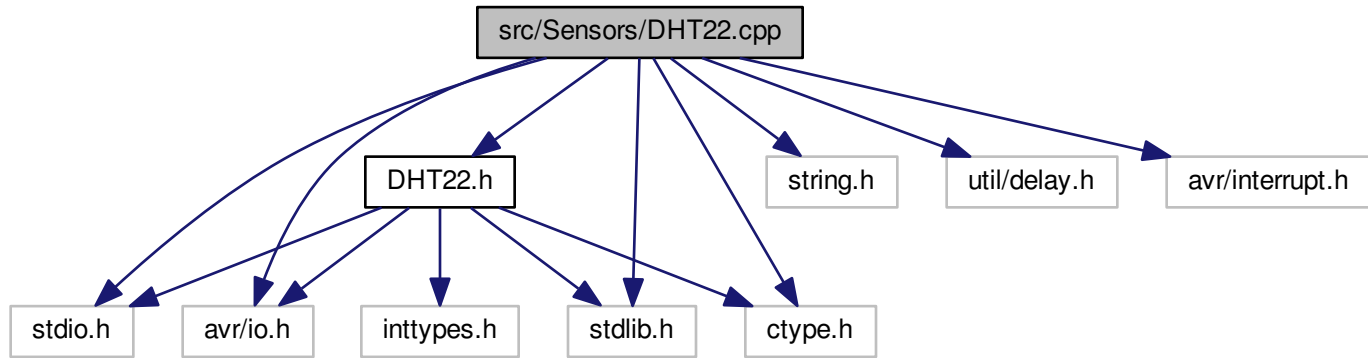 src/Sensors/DHT22.cpp
DHT22.h
string.h
util/delay.h
avr/interrupt.h
stdio.h
avr/io.h
inttypes.h
stdlib.h
ctype.h